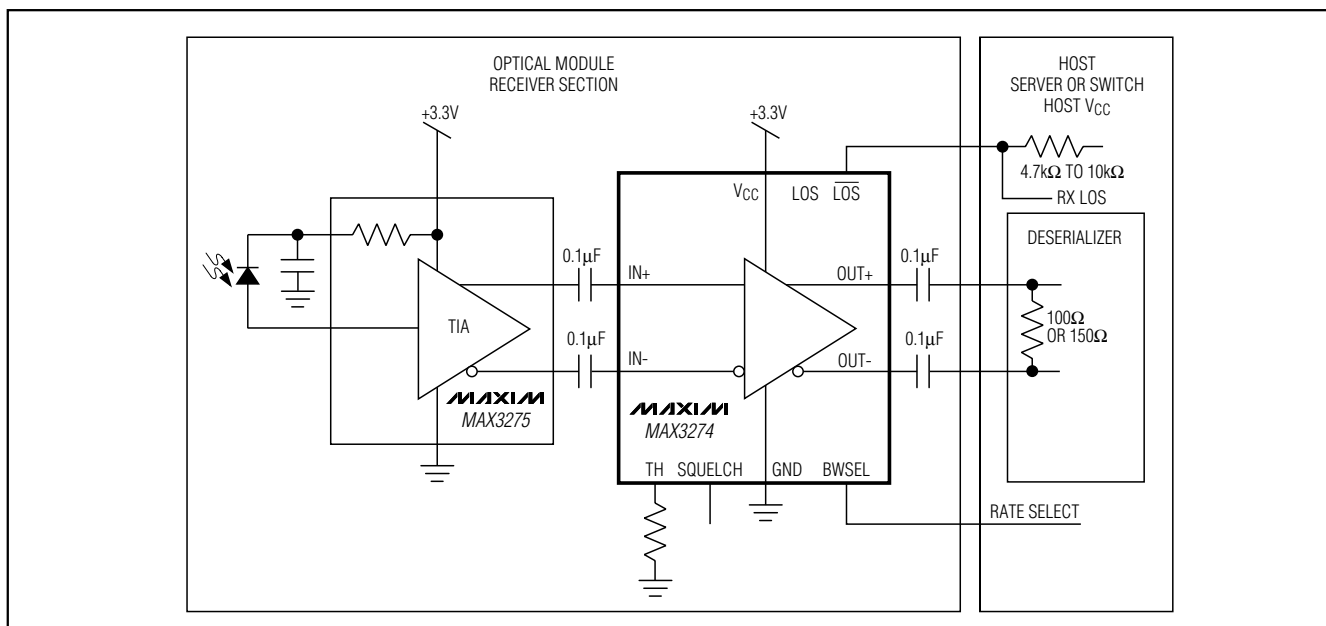 OPTICAL MODULE
RECEIVER SECTION
HOST
SERVER OR SWITCH
HOST VCC
+3.3V
+3.3V
4.7kΩ TO 10kΩ
RX LOS
VCC
LOS
LOS
DESERIALIZER
0.1µF
IN+
OUT+
0.1µF
TIA
0.1µF
IN-
OUT-
0.1µF
100Ω
OR 150Ω
MAXIM
MAX3275
MAXIM
MAX3274
TH
SQUELCH
GND
BWSEL
RATE SELECT